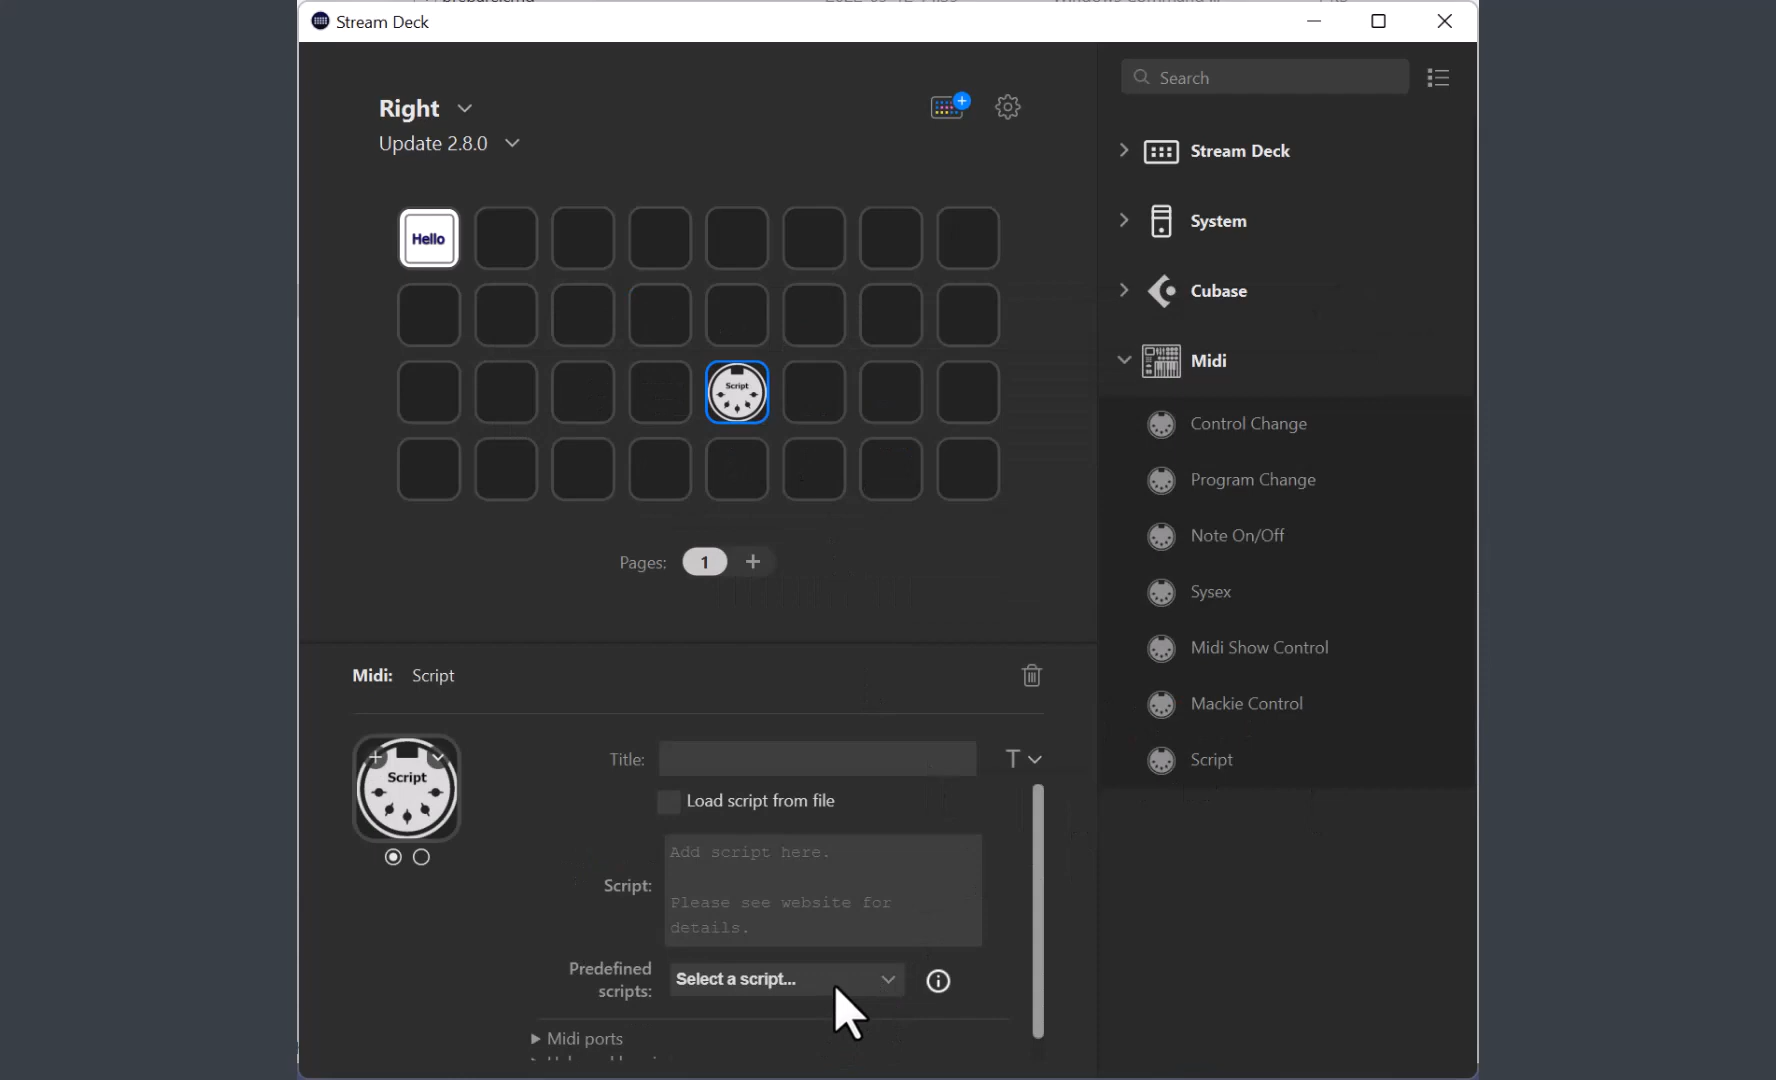 Stream Deck
Search
Right
Update 2.8.0
Stream Deck
System
Hello
Cubase
Midi
Script
Control Change
Program Change
Note On/Off
Pages: 1 +
Sysex
Midi Show Control
Midi: Script
Mackie Control
Script
Title:
T
Load script from file
Script
Add script here.
Script:
Please see website for
details.
Predefined
scripts:
Select a script...
Midi ports